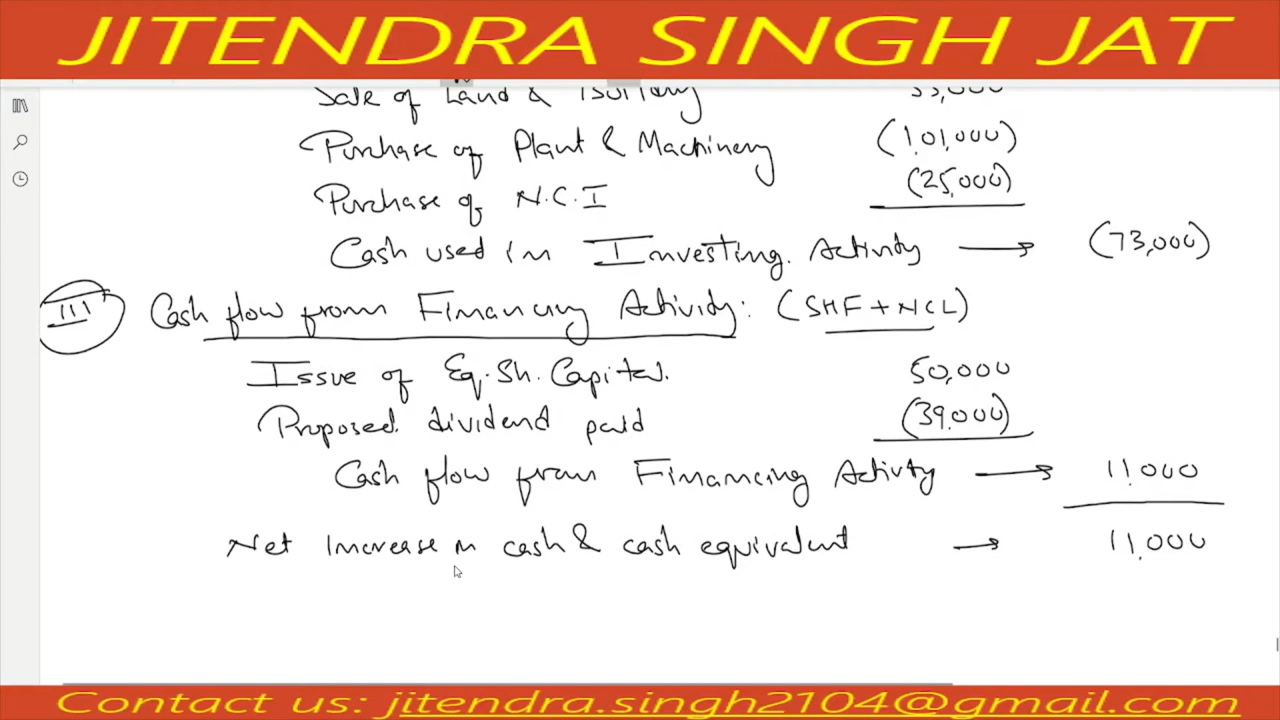 JITENDRA SINGH JAT
Sale of Land & Building 53,000
Purchase of Plant & Machinery (1,01,000)
Purchase of N.C.I (25,000)
Cash used in Investing. Activity → (73,000)
III Cash flow from Financing Activity: (SHF + NCL)
Issue of Eq. Sh. Capital. 50,000
Proposed dividend paid (39,000)
Cash flow from Financing Activity → 11,000
Net increase in cash & cash equivalent → 11,000
Contact us: jitendra.singh2104@gmail.com